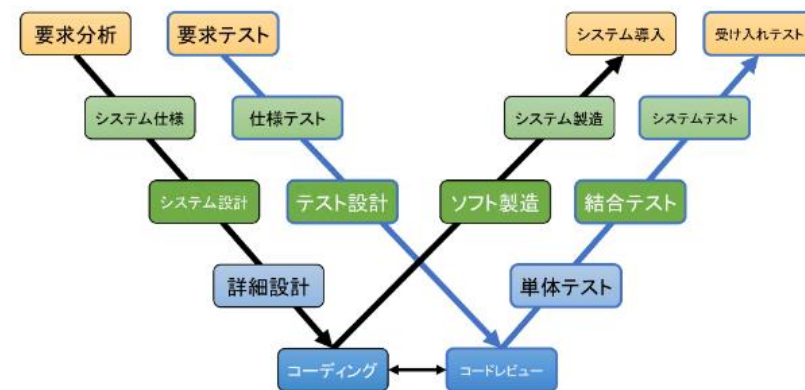 要求分析
要求テスト
システム導入
受け入れテスト
システム仕様
仕様テスト
システム製造
システムテスト
システム設計
テスト設計
ソフト製造
結合テスト
詳細設計
単体テスト
コーディング
コードレビュー